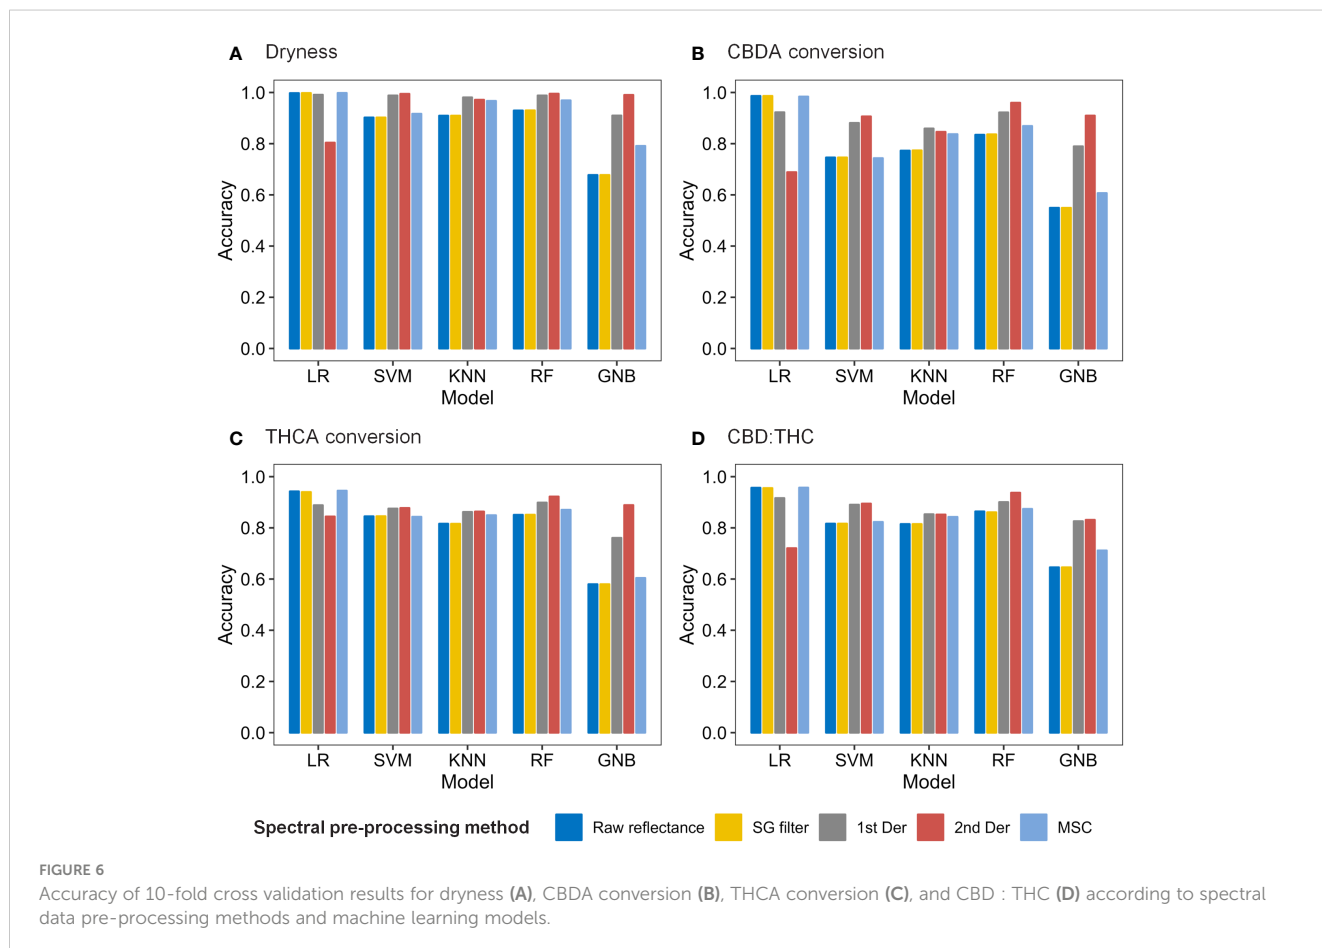 A Dryness
1.0
0.8
0.6
0.4
0.2
0.0
Accuracy
LR SVM KNN RF GNB
Model
B CBDA conversion
1.0
0.8
0.6
0.4
0.2
0.0
Accuracy
LR SVM KNN RF GNB
Model
C THCA conversion
1.0
0.8
0.6
0.4
0.2
0.0
Accuracy
LR SVM KNN RF GNB
Model
D CBD:THC
1.0
0.8
0.6
0.4
0.2
0.0
Accuracy
LR SVM KNN RF GNB
Model
Spectral pre-processing method Raw reflectance SG filter 1st Der 2nd Der MSC
FIGURE 6
Accuracy of 10-fold cross validation results for dryness (A), CBDA conversion (B), THCA conversion (C), and CBD : THC (D) according to spectral
data pre-processing methods and machine learning models.